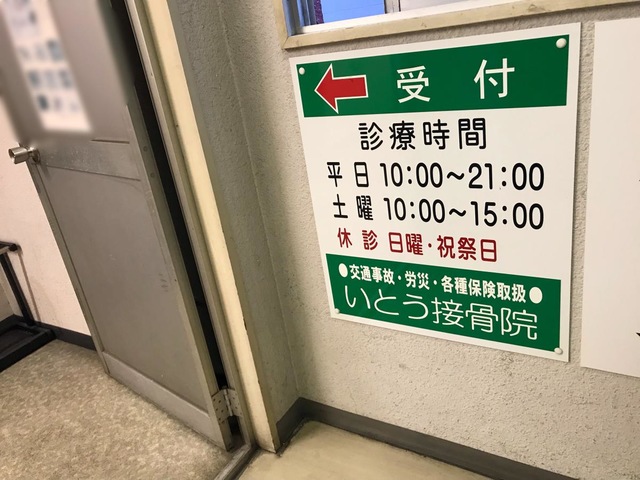 受付
診療時間
平日 10:00〜21:00
土曜 10:00〜15:00
休診 日曜・祝祭日
●交通事故・労災・各種保険取扱●
いとう接骨院